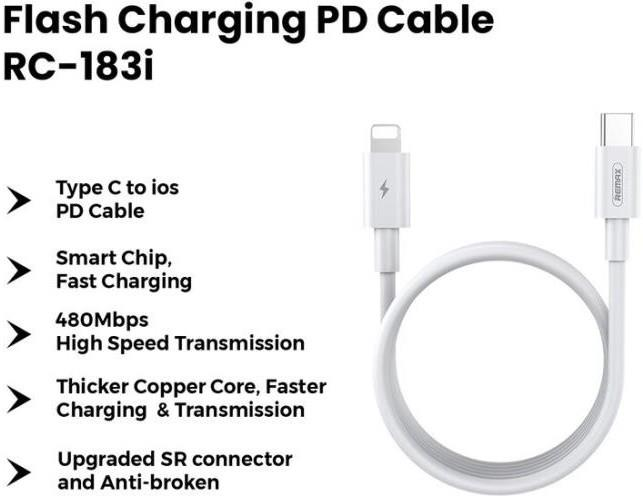 Flash Charging PD Cable
RC-183i
Type C to ios
PD Cable
Smart Chip,
Fast Charging
480Mbps
High Speed Transmission
Thicker Copper Core, Faster
Charging & Transmission
Upgraded SR connector
and Anti-broken
REMAX